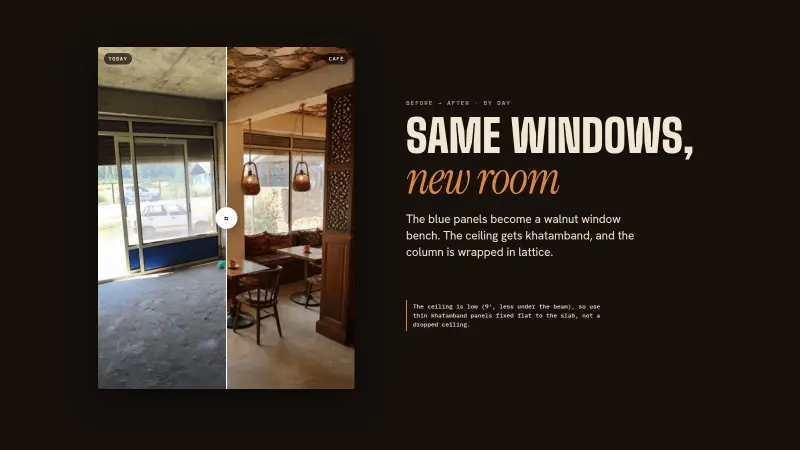 TODAY
CAFÉ
BEFORE → AFTER · BY DAY
SAME WINDOWS,
new room
The blue panels become a walnut window
bench. The ceiling gets khatamband, and the
column is wrapped in lattice.
The ceiling is low (9', less under the beam), so use
thin khatamband panels fixed flat to the slab, not a
dropped ceiling.